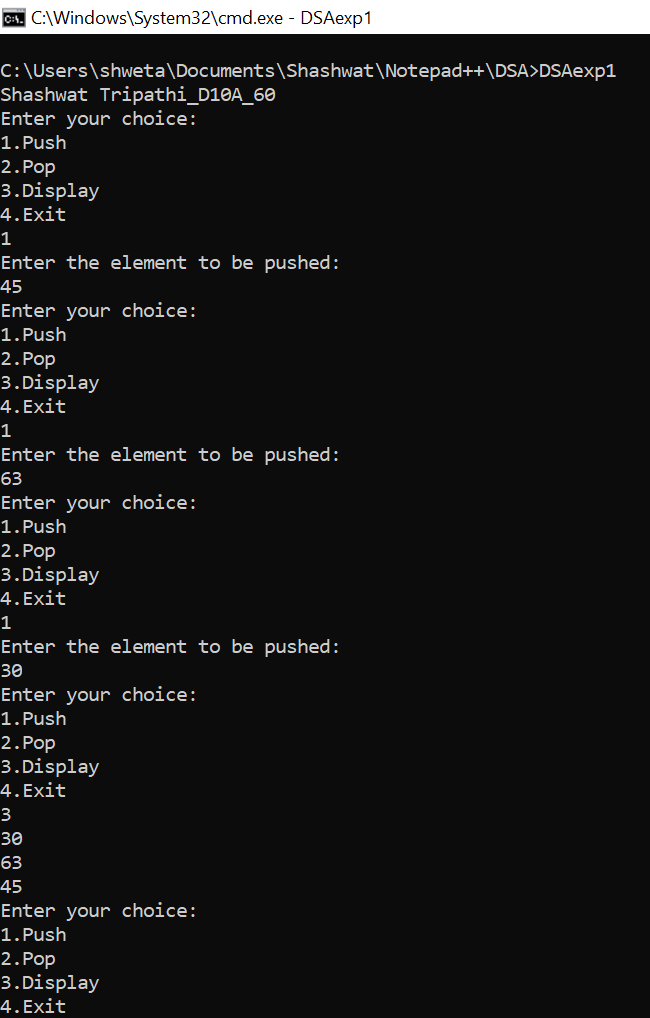 C:\Windows\System32\cmd.exe - DSAexp1
C:\Users\shweta\Documents\Shashwat\Notepad++\DSA>DSAexp1
Shashwat Tripathi_D10A_60
Enter your choice:
1.Push
2.Pop
3.Display
4.Exit
1
Enter the element to be pushed:
45
Enter your choice:
1.Push
2.Pop
3.Display
4.Exit
1
Enter the element to be pushed:
63
Enter your choice:
1.Push
2.Pop
3.Display
4.Exit
1
Enter the element to be pushed:
30
Enter your choice:
1.Push
2.Pop
3.Display
4.Exit
3
30
63
45
Enter your choice:
1.Push
2.Pop
3.Display
4.Exit